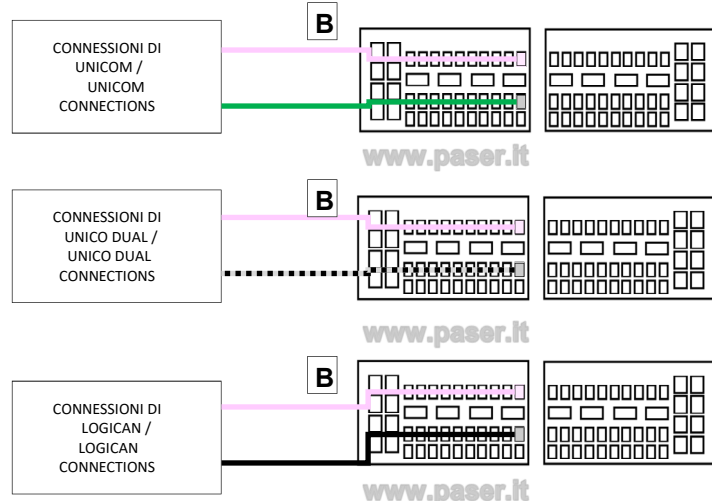 B
CONNESSIONI DI
UNICOM /
UNICOM
CONNECTIONS
www.paser.it
B
CONNESSIONI DI
UNICO DUAL /
UNICO DUAL
CONNECTIONS
www.paser.it
B
CONNESSIONI DI
LOGICAN /
LOGICAN
CONNECTIONS
www.paser.it